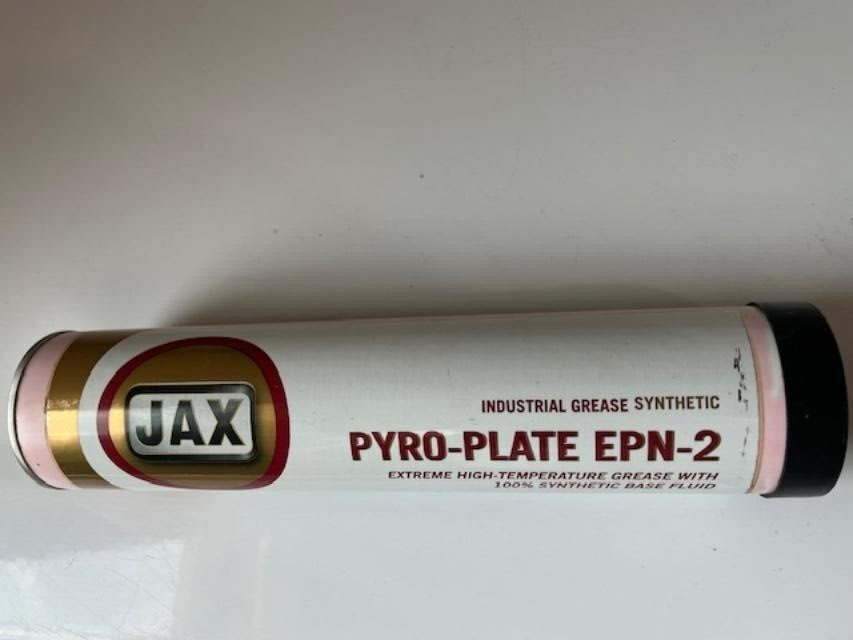 JAX
INDUSTRIAL GREASE SYNTHETIC
PYRO-PLATE EPN-2
EXTREME HIGH-TEMPERATURE GREASE WITH
100% SYNTHETIC BASE FLUID